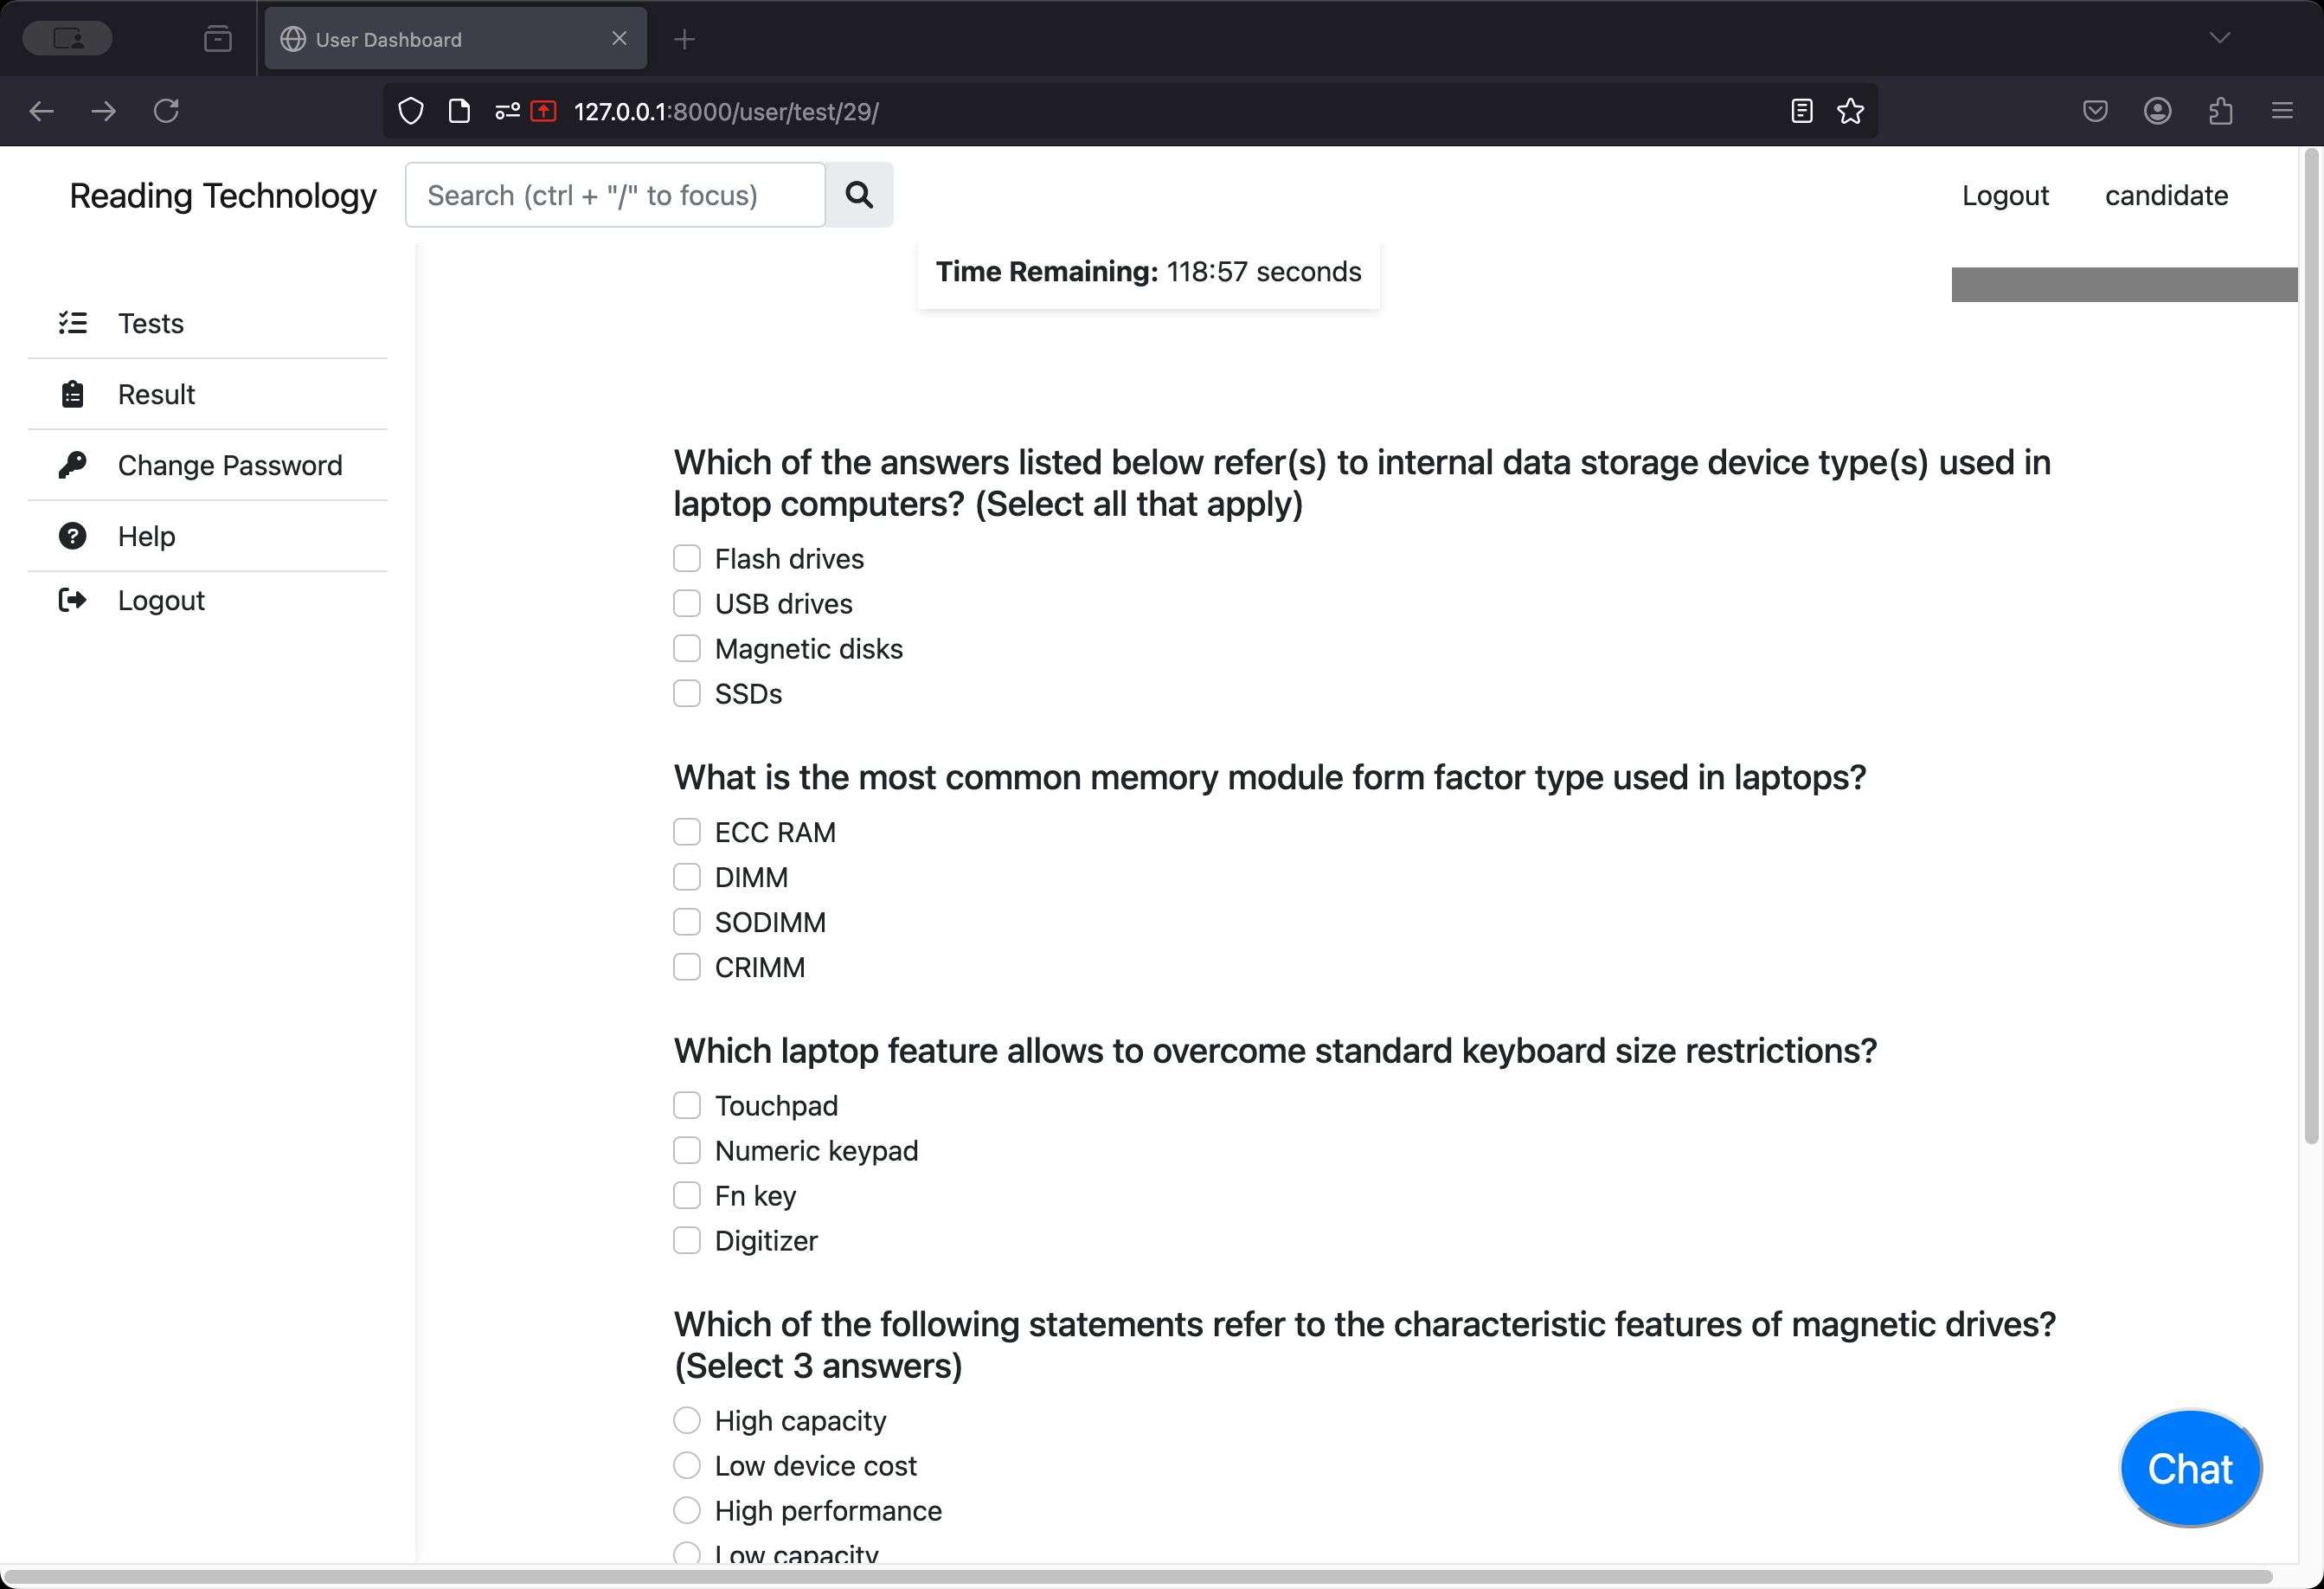 User Dashboard
127.0.0.1:8000/user/test/29/
Reading Technology
Search (ctrl + "/" to focus)
Logout
candidate
Time Remaining: 118:57 seconds
Tests
Result
Change Password
Help
Logout
Which of the answers listed below refer(s) to internal data storage device type(s) used in
laptop computers? (Select all that apply)
Flash drives
USB drives
Magnetic disks
SSDs
What is the most common memory module form factor type used in laptops?
ECC RAM
DIMM
SODIMM
CRIMM
Which laptop feature allows to overcome standard keyboard size restrictions?
Touchpad
Numeric keypad
Fn key
Digitizer
Which of the following statements refer to the characteristic features of magnetic drives?
(Select 3 answers)
High capacity
Low device cost
High performance
Low capacity
Chat